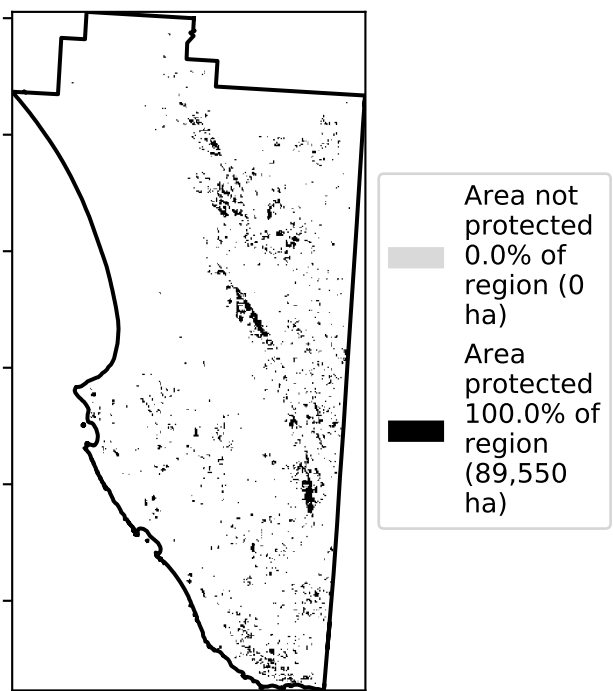 Area not
protected
0.0% of
region (0
ha)
Area
protected
100.0% of
region
(89,550
ha)